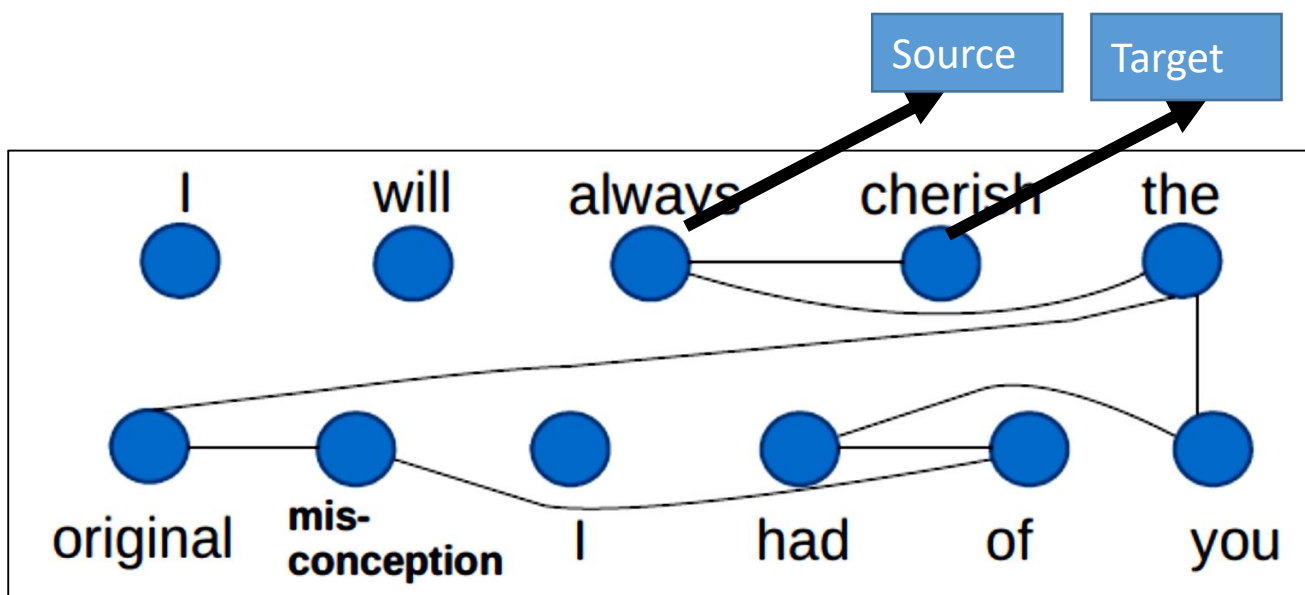 Source Target
I will always cherish the
original mis-
conception I had of you